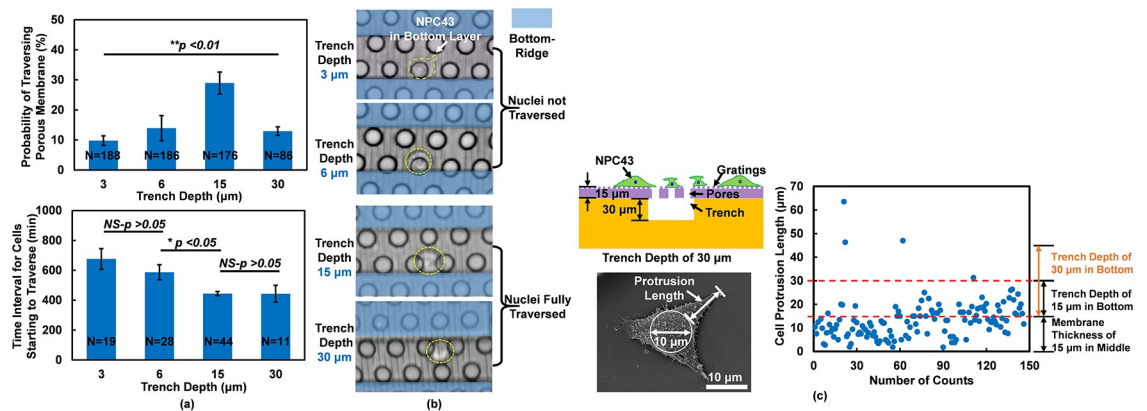 50
40
30
20
10
0
Probability of Traversing
Porous Membrane (%)
**p <0.01
N=188
N=186
N=176
N=86
3
6
15
30
Trench Depth (µm)
1000
800
600
400
200
0
Time Interval for Cells
Starting to Traverse (min)
NS-p >0.05
* p <0.05
NS-p >0.05
N=19
N=28
N=44
N=11
3
6
15
30
Trench Depth (µm)
(a)
NPC43
in Bottom Layer
Bottom-
Ridge
Trench
Depth
3 µm
Trench
Depth
6 µm
Nuclei not
Traversed
Trench
Depth
15 µm
Trench
Depth
30 µm
Nuclei Fully
Traversed
(b)
NPC43
Gratings
15 µm
Pores
30 µm
Trench
Trench Depth of 30 µm
Protrusion
Length
10 µm
10 µm
70
60
50
40
30
20
10
0
Cell Protrusion Length (µm)
0
30
60
90
120
150
Number of Counts
Trench Depth of
30 µm in Bottom
Trench Depth of
15 µm in Bottom
Membrane
Thickness of
15 µm in Middle
(c)